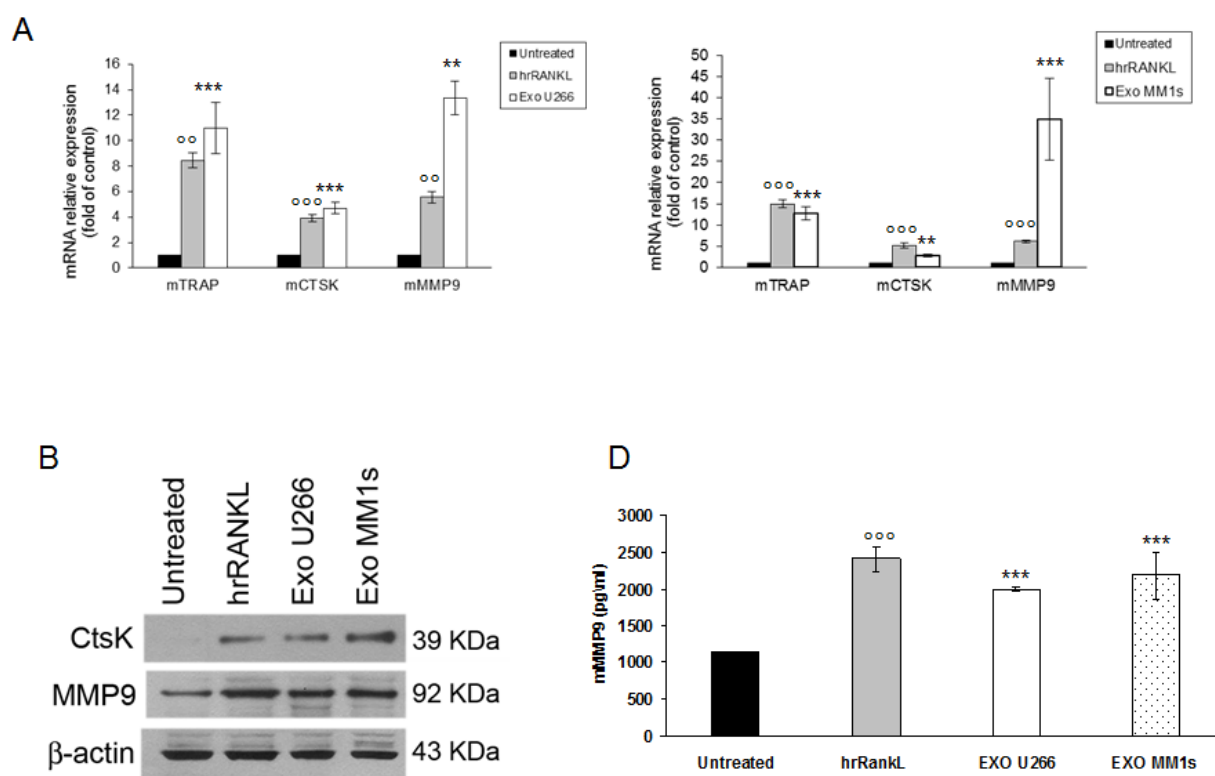 A
Untreated
hrRANKL
Exo U266
mRNA relative expression
(fold of control)
16
14
12
10
8
6
4
2
0
°° ***
°°° ***
°° **
mTRAP mCTSK mMMP9
Untreated
hrRANKL
Exo MM1s
mRNA relative expression
(fold of control)
50
45
40
35
30
25
20
15
10
5
0
°°° ***
°°° **
°°° ***
mTRAP mCTSK mMMP9
B
Untreated
hrRANKL
Exo U266
Exo MM1s
CtsK 39 KDa
MMP9 92 KDa
β-actin 43 KDa
D
mMMP9 (pg\ml)
3000
2500
2000
1500
1000
500
0
°°°
***
***
Untreated hrRankL EXO U266 EXO MM1s